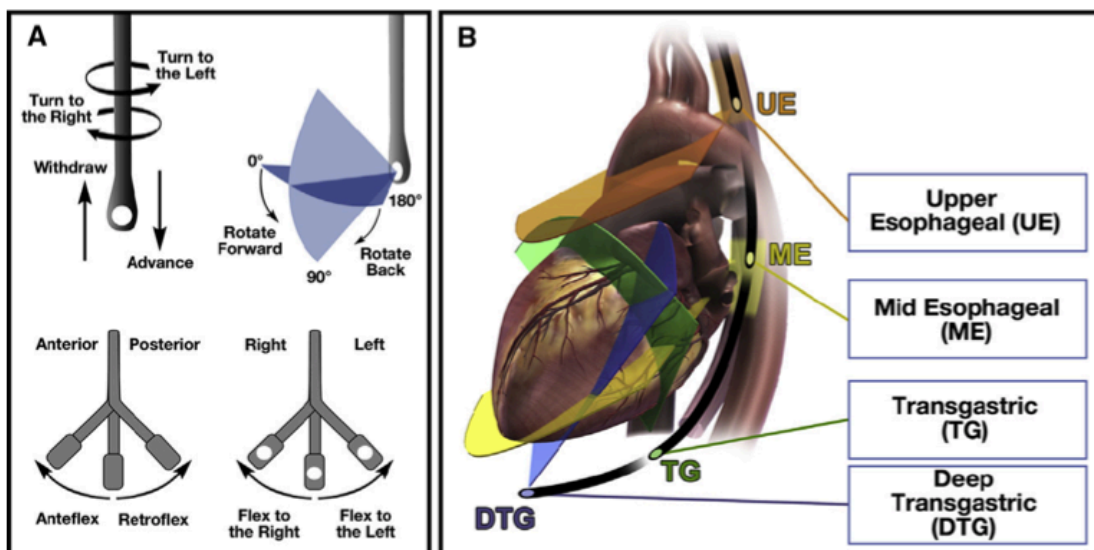 A
Turn to
the Left
Turn to
the Right
Withdraw
Advance
0°
180°
Rotate
Forward
Rotate
Back
90°
Anterior
Posterior
Anteflex
Retroflex
Right
Left
Flex to
the Right
Flex to
the Left
B
UE
ME
TG
DTG
Upper
Esophageal (UE)
Mid Esophageal
(ME)
Transgastric
(TG)
Deep
Transgastric
(DTG)